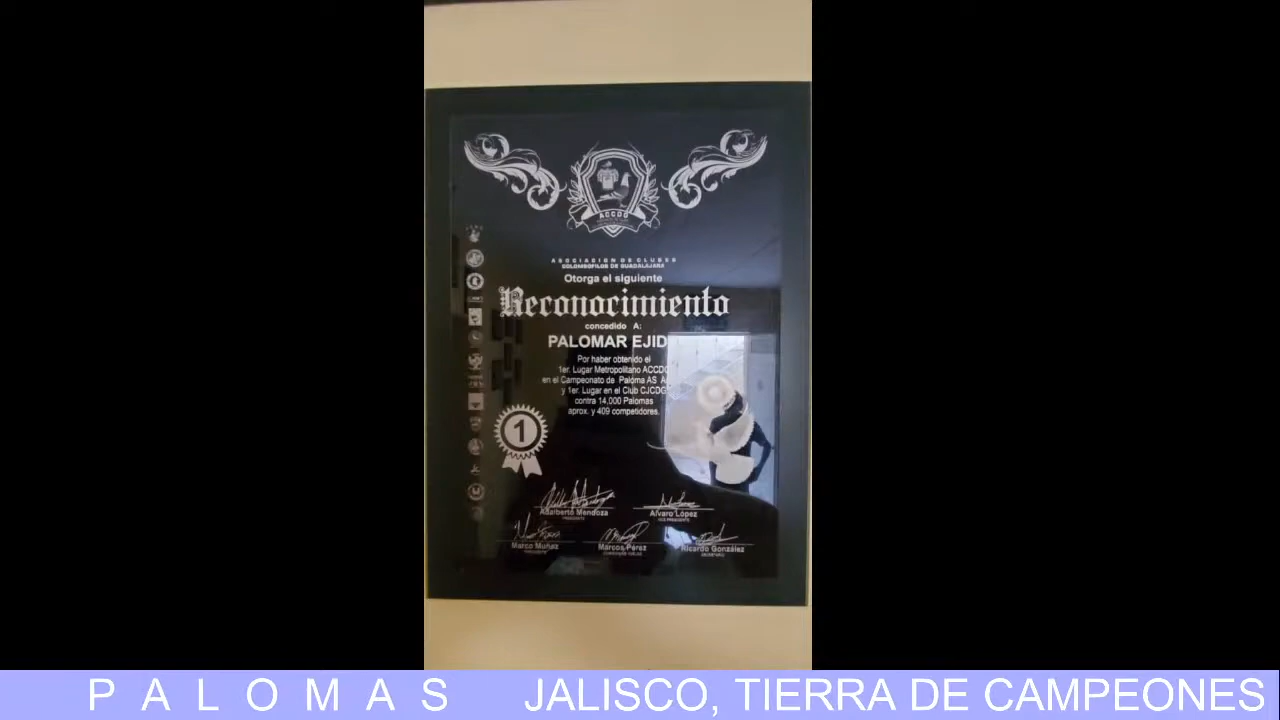 ACCDG
ASOCIACION DE CLUBES
COLOMBOFILOS DE GUADALAJARA
Otorga el siguiente
Reconocimiento
concedido A:
PALOMAR EJID
Por haber obtenido el
1er. Lugar Metropolitano ACCDG
en el Campeonato de Paloma AS
y 1er. Lugar en el Club CJCDG
contra 14,000 Palomas
aprox. y 409 competidores.
1
Adalberto Mendoza
PRESIDENTE
Alvaro López
VICE PRESIDENTE
Marco Muñoz
Marcos Pérez
Ricardo González
SECRETARIO
PALOMAS JALISCO, TIERRA DE CAMPEONES